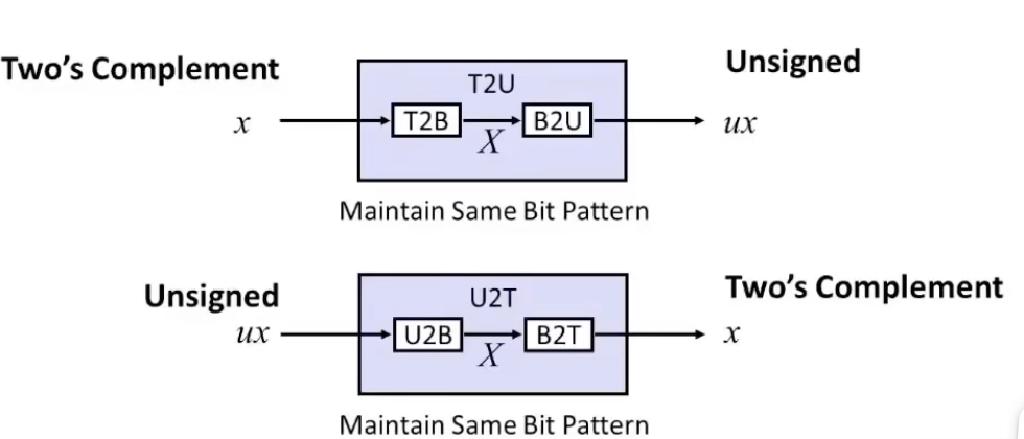 Two's Complement
Unsigned
T2U
x
T2B
X
B2U
ux
Maintain Same Bit Pattern
Unsigned
Two's Complement
U2T
ux
U2B
X
B2T
x
Maintain Same Bit Pattern